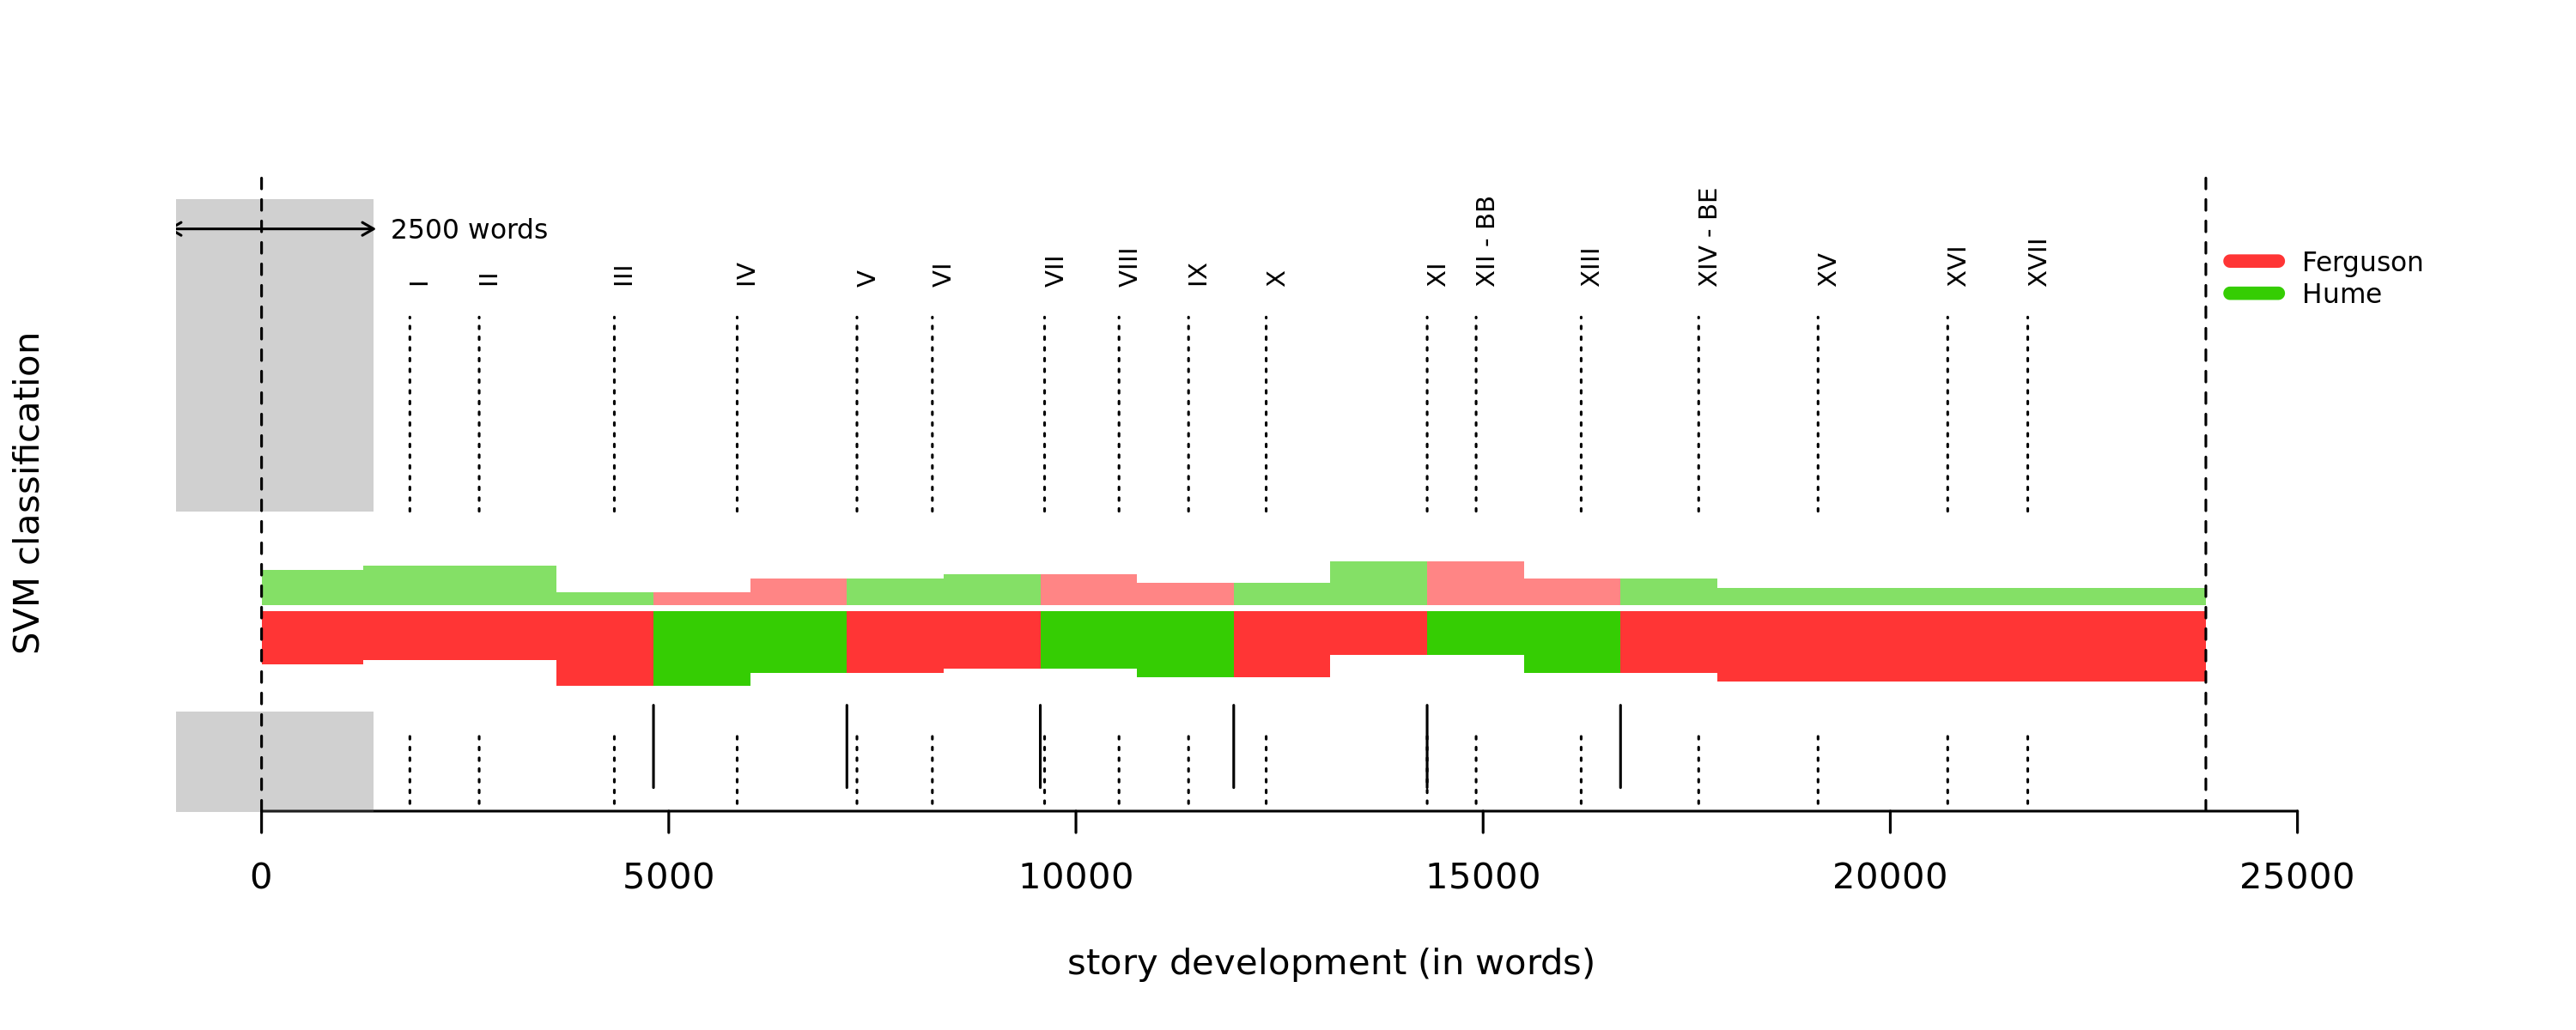 2500 words
I
II
III
IV
V
VI
VII
VIII
IX
X
XI
XII - BB
XIII
XIV - BE
XV
XVI
XVII
Ferguson
Hume
SVM classification
0
5000
10000
15000
20000
25000
story development (in words)